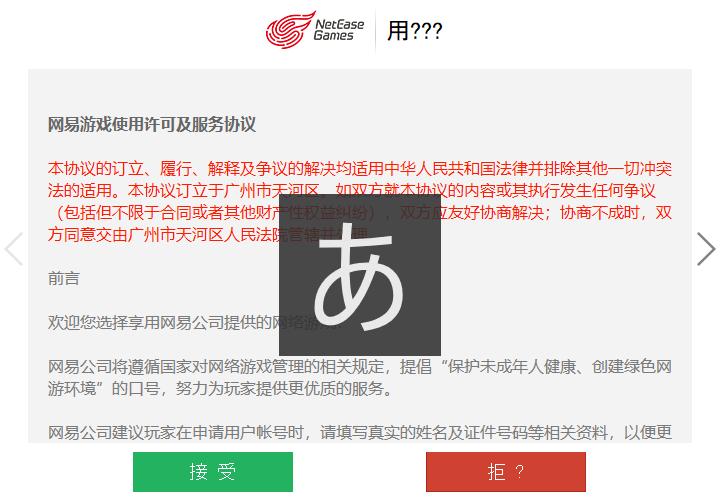 NetEase
Games
用???
网易游戏使用许可及服务协议
本协议的订立、履行、解释及争议的解决均适用中华人民共和国法律并排除其他一切冲突
法的适用。本协议订立于广州市天河区。如双方就本协议的内容或其执行发生任何争议
（包括但不限于合同或者其他财产性权益纠纷），双方应友好协商解决；协商不成时，双
方同意交由广州市天河区人民法院管辖并处理。
前言
欢迎您选择享用网易公司提供的网络游戏！
あ
网易公司将遵循国家对网络游戏管理的相关规定，提倡“保护未成年人健康、创建绿色网
游环境”的口号，努力为玩家提供更优质的服务。
网易公司建议玩家在申请用户帐号时，请填写真实的姓名及证件号码等相关资料，以便更
接 受
拒 ?